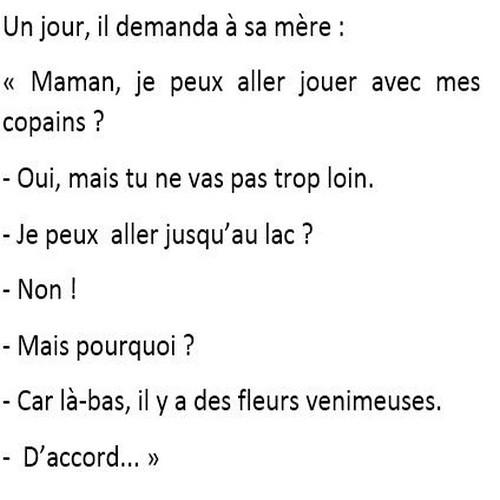 Un jour, il demanda à sa mère :
« Maman, je peux aller jouer avec mes
copains ?
- Oui, mais tu ne vas pas trop loin.
- Je peux  aller jusqu’au lac ?
- Non !
- Mais pourquoi ?
- Car là-bas, il y a des fleurs venimeuses.
-  D’accord... »